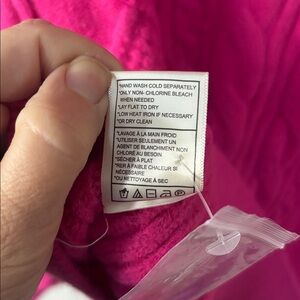 *HAND WASH COLD SEPARATELY
*ONLY NON- CHLORINE BLEACH
WHEN NEEDED
*LAY FLAT TO DRY
*LOW HEAT IRON IF NECESSARY
*OR DRY CLEAN
*LAVAGE À LA MAIN FROID
*UTILISER SEULEMENT UN
AGENT DE BLANCHIMENT NON
CHLORÉ AU BESOIN
*SÉCHER À PLAT
*FER À FAIBLE CHALEUR SI
NÉCESSAIRE
*OU NETTOYAGE À SEC